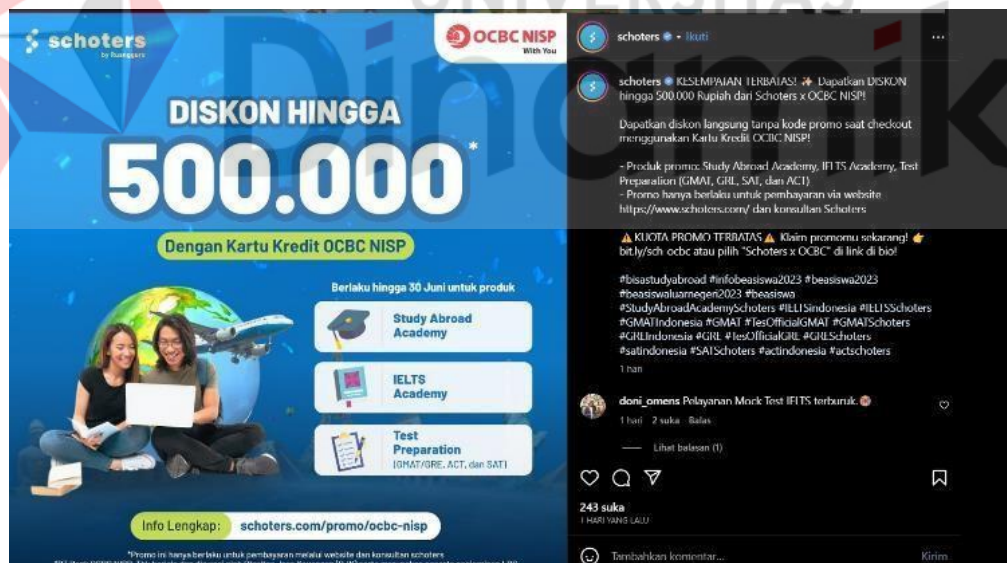 UNIVERSITAS
Dinamik
schoters
by Ruangguru
OCBC NISP
With You
DISKON HINGGA
500.000*
Dengan Kartu Kredit OCBC NISP
Berlaku hingga 30 Juni untuk produk
Study Abroad
Academy
IELTS
Academy
Test
Preparation
(GMAT/GRE, ACT, dan SAT)
Info Lengkap: schoters.com/promo/ocbc-nisp
*Promo ini hanya berlaku untuk pembayaran melalui website dan konsultan schoters
schoters • Ikuti
schoters KESEMPATAN TERBATAS! ✨ Dapatkan DISKON
hingga 500.000 Rupiah dari Schoters x OCBC NISP!
Dapatkan diskon langsung tanpa kode promo saat checkout
menggunakan Kartu Kredit OCBC NISP!
- Produk promo: Study Abroad Academy, IELTS Academy, Test
Preparation (GMAT, GRE, SAT, dan ACT)
- Promo hanya berlaku untuk pembayaran via website
https://www.schoters.com/ dan konsultan Schoters
⚠️KUOTA PROMO TERBATAS⚠️ Klaim promomu sekarang! 👉
bit.ly/sch-ocbc atau pilih "Schoters x OCBC" di link di bio!
#bisastudyabroad #infobeasiswa2023 #beasiswa2023
#beasiswaluarnegeri2023 #beasiswa
#StudyAbroadAcademySchoters #IELTSindonesia #IELTSSchoters
#GMATIndonesia #GMAT #TesOfficialGMAT #GMATSchoters
#GREIndonesia #GRE #TesOfficialGRE #GRESchoters
#satindonesia #SATSchoters #actindonesia #actschoters
1 hari
doni_omens Pelayanan Mock Test IELTS terburuk.
1 hari 2 suka Balas
Lihat balasan (1)
243 suka
1 HARI YANG LALU
Tambahkan komentar... Kirim